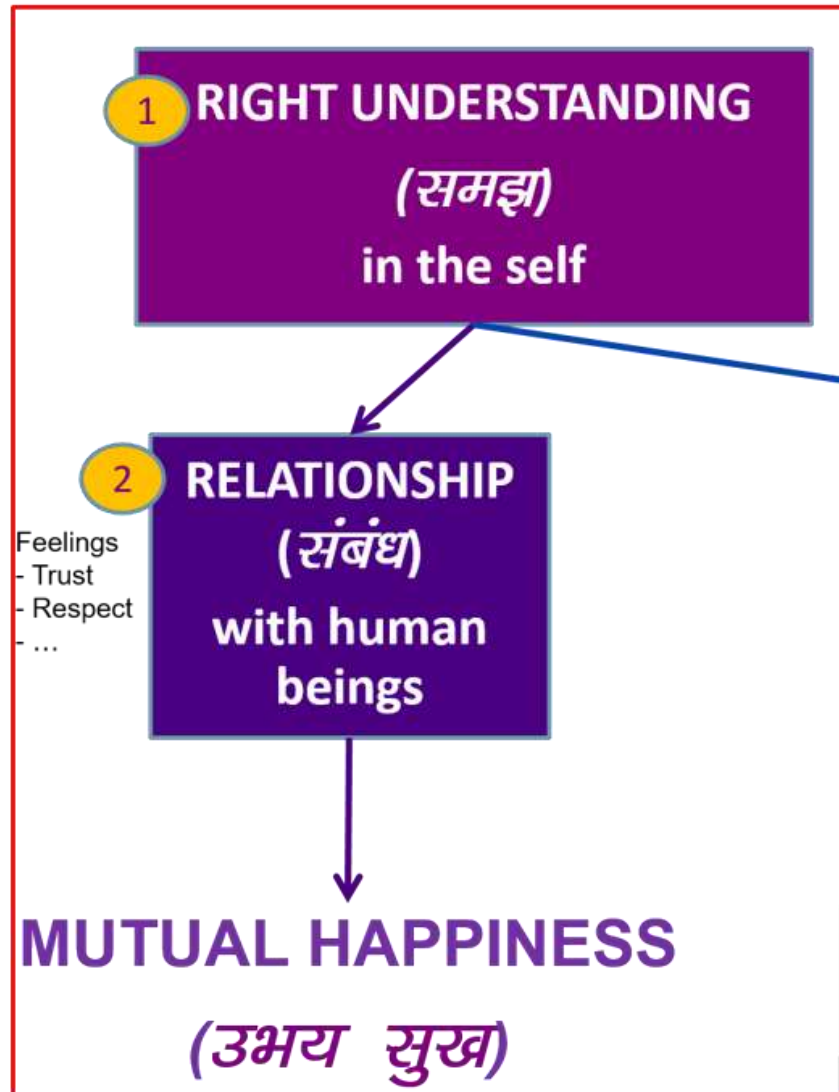 1
RIGHT UNDERSTANDING
(समझ)
in the self
2
RELATIONSHIP
(संबंध)
with human
beings
Feelings
- Trust
- Respect
- ...
MUTUAL HAPPINESS
(उभय सुख)